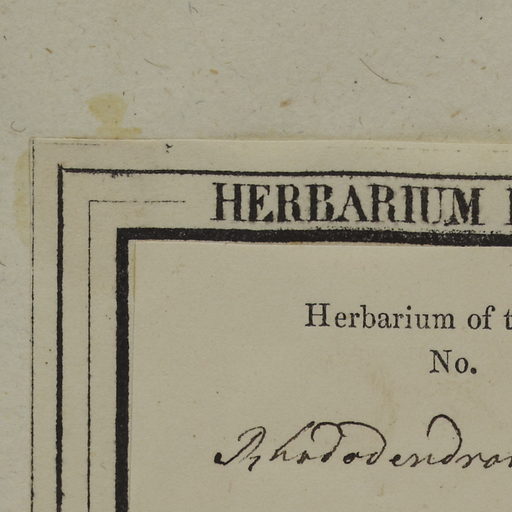 HERBARIUM
Herbarium of
No.
Rhododendron